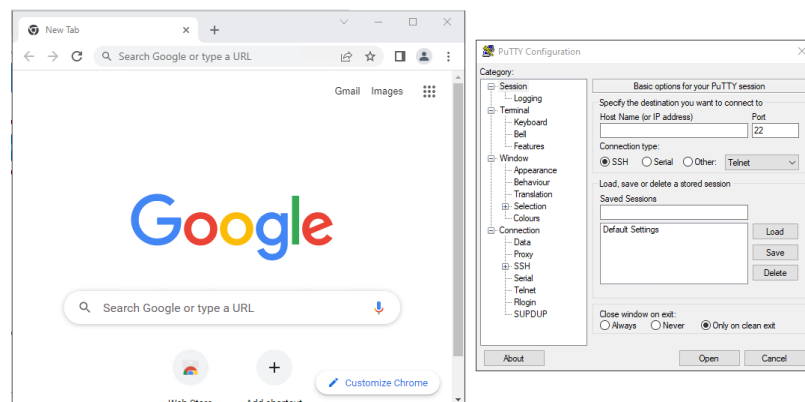 New Tab
Search Google or type a URL
Gmail Images
Google
Search Google or type a URL
Web Store Add shortcut
Customize Chrome
PuTTY Configuration
Category:
Session
Logging
Terminal
Keyboard
Bell
Features
Window
Appearance
Behaviour
Translation
Selection
Colours
Connection
Data
Proxy
SSH
Serial
Telnet
Rlogin
SUPDUP
Basic options for your PuTTY session
Specify the destination you want to connect to
Host Name (or IP address) Port
22
Connection type:
SSH Serial Other: Telnet
Load, save or delete a stored session
Saved Sessions
Default Settings
Load
Save
Delete
Close window on exit:
Always Never Only on clean exit
About Open Cancel